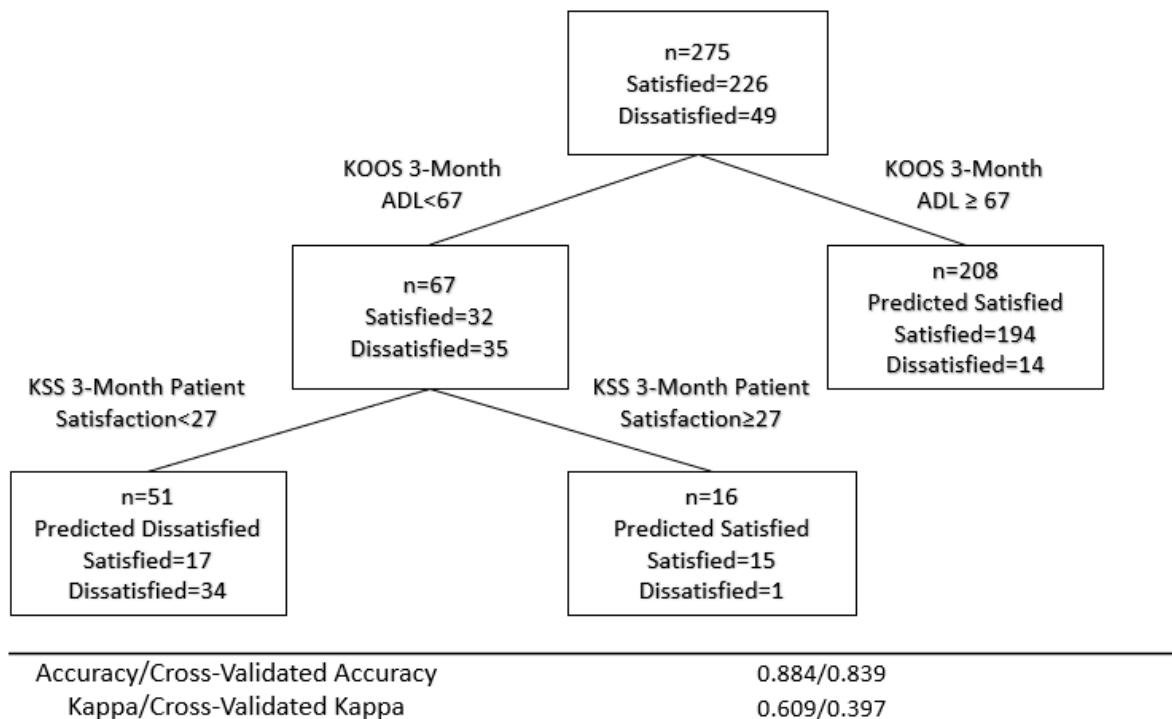 n=275
Satisfied=226
Dissatisfied=49
KOOS 3-Month
ADL<67
KOOS 3-Month
ADL ≥ 67
n=67
Satisfied=32
Dissatisfied=35
n=208
Predicted Satisfied
Satisfied=194
Dissatisfied=14
KSS 3-Month Patient
Satisfaction<27
KSS 3-Month Patient
Satisfaction≥27
n=51
Predicted Dissatisfied
Satisfied=17
Dissatisfied=34
n=16
Predicted Satisfied
Satisfied=15
Dissatisfied=1
Accuracy/Cross-Validated Accuracy 0.884/0.839
Kappa/Cross-Validated Kappa 0.609/0.397